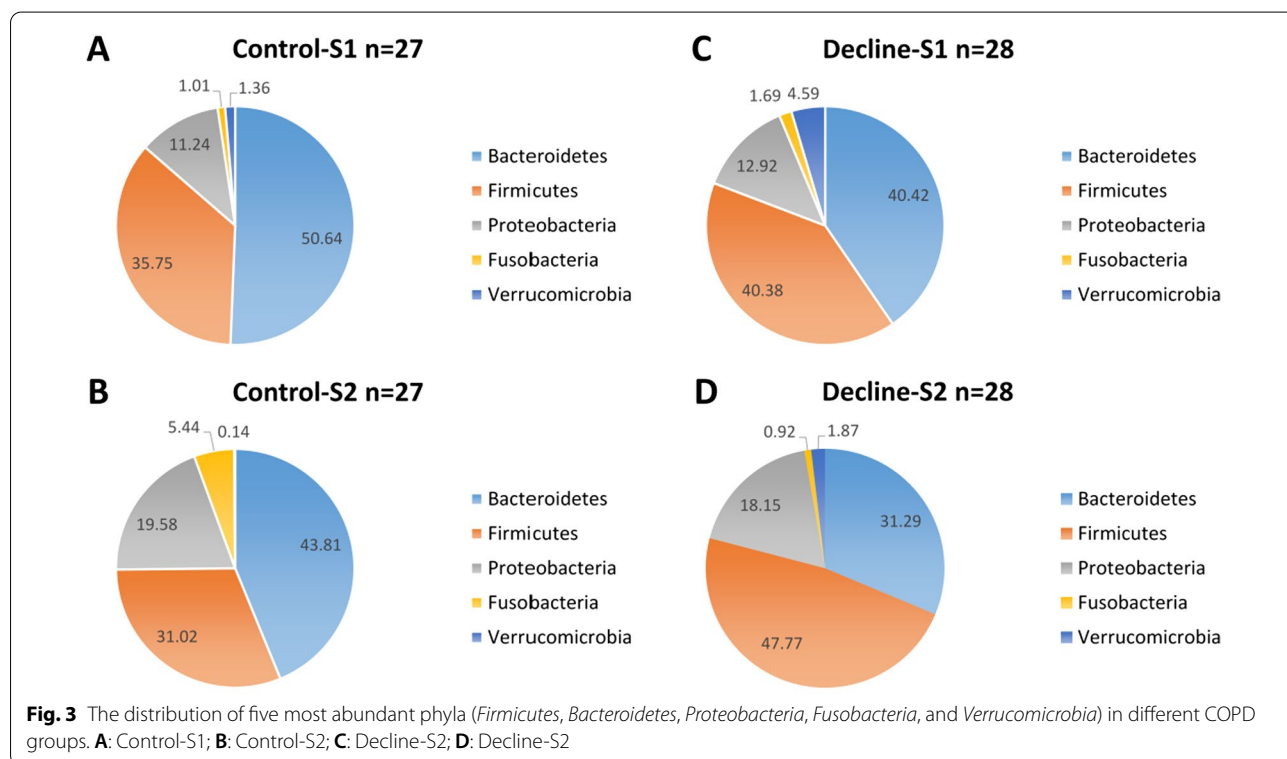 A
Control-S1 n=27
1.01
1.36
11.24
35.75
50.64
Bacteroidetes
Firmicutes
Proteobacteria
Fusobacteria
Verrucomicrobia
C
Decline-S1 n=28
1.69
4.59
12.92
40.42
40.38
Bacteroidetes
Firmicutes
Proteobacteria
Fusobacteria
Verrucomicrobia
B
Control-S2 n=27
5.44
0.14
19.58
43.81
31.02
Bacteroidetes
Firmicutes
Proteobacteria
Fusobacteria
Verrucomicrobia
D
Decline-S2 n=28
0.92
1.87
18.15
31.29
47.77
Bacteroidetes
Firmicutes
Proteobacteria
Fusobacteria
Verrucomicrobia
Fig. 3 The distribution of five most abundant phyla (Firmicutes, Bacteroidetes, Proteobacteria, Fusobacteria, and Verrucomicrobia) in different COPD
groups. A: Control-S1; B: Control-S2; C: Decline-S2; D: Decline-S2